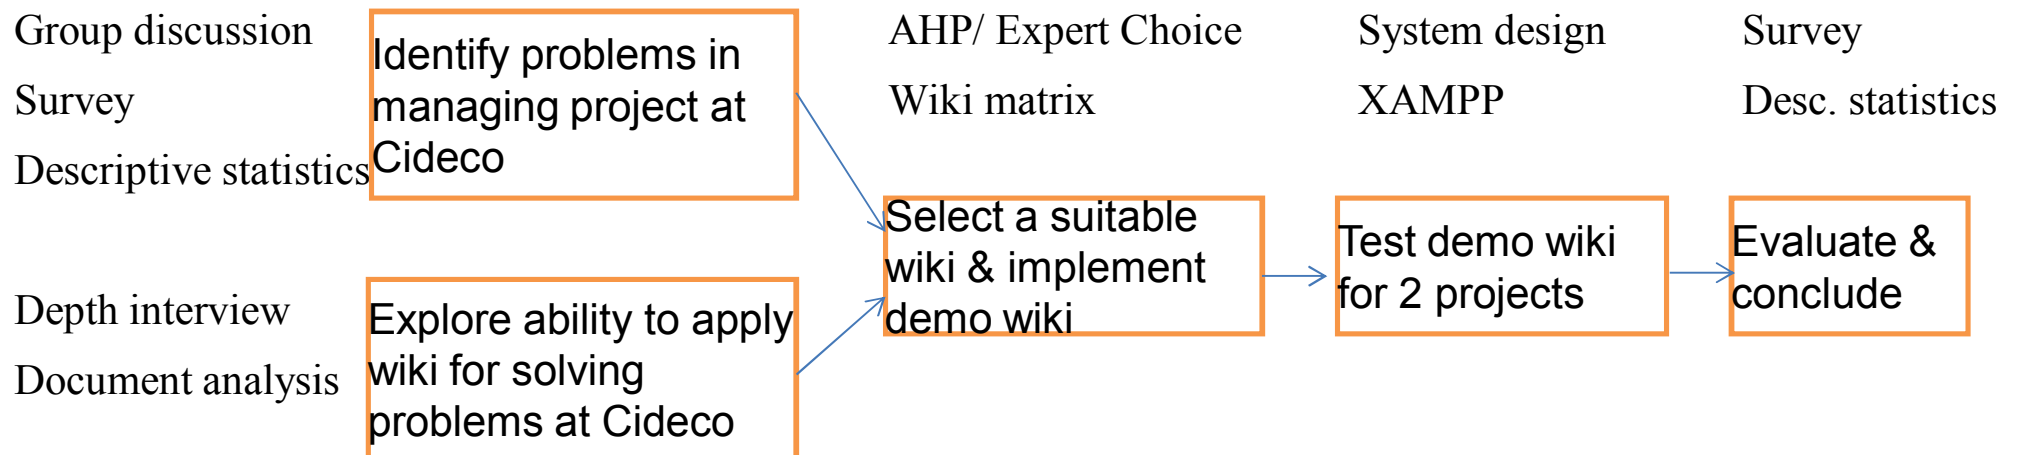 Group discussion
Survey
Descriptive statistics
Identify problems in
managing project at
Cideco
Depth interview
Document analysis
Explore ability to apply
wiki for solving
problems at Cideco
AHP/ Expert Choice
Wiki matrix
Select a suitable
wiki & implement
demo wiki
System design
XAMPP
Test demo wiki
for 2 projects
Survey
Desc. statistics
Evaluate &
conclude